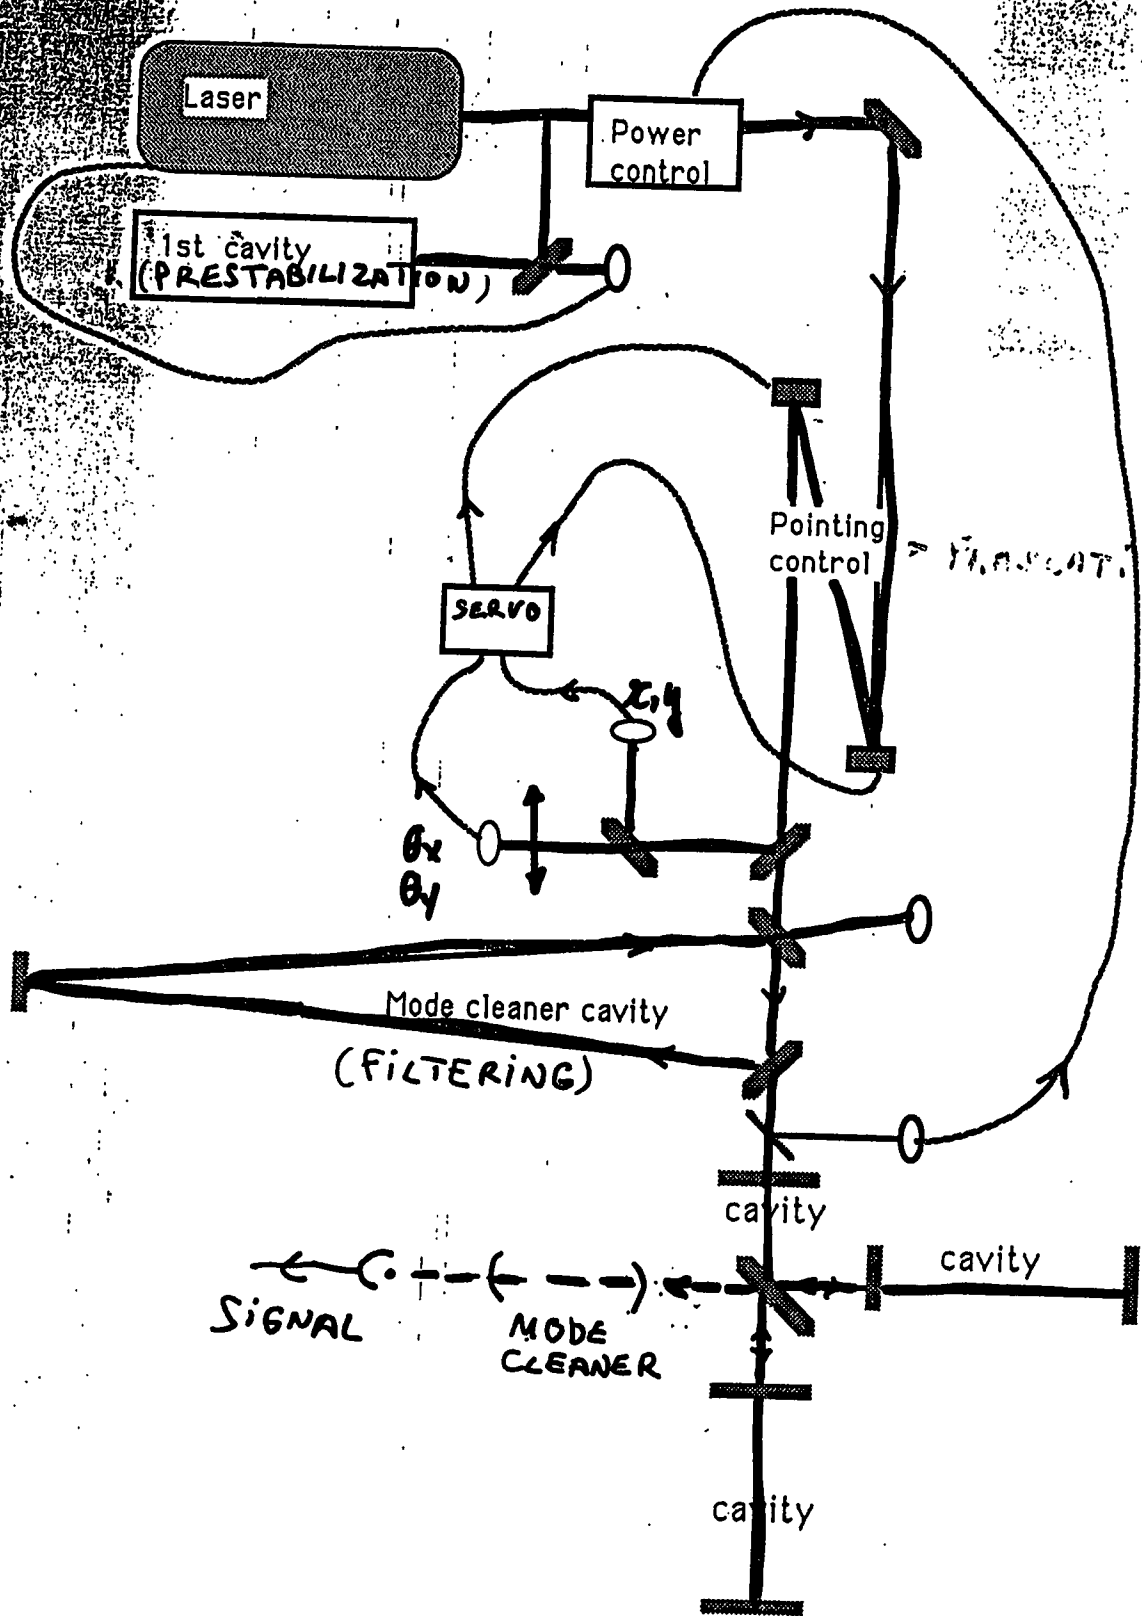 Laser
Power
control
1st cavity
(PRESTABILIZATION)
Pointing
control
SERVO
x,y
θx
θy
Mode cleaner cavity
(FILTERING)
cavity
cavity
SIGNAL
MODE
CLEANER
cavity